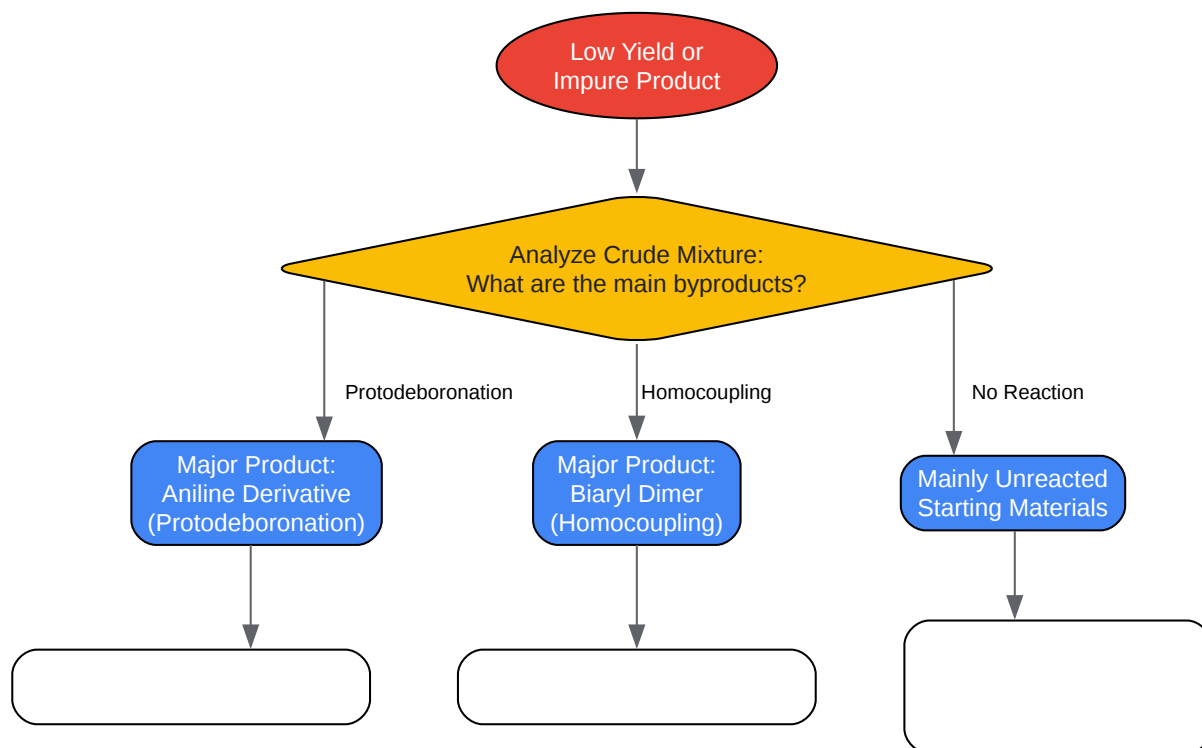 Low Yield or
Impure Product
Analyze Crude Mixture:
What are the main byproducts?
Protodeboronation
Homocoupling
No Reaction
Major Product:
Aniline Derivative
(Protodeboronation)
Major Product:
Biaryl Dimer
(Homocoupling)
Mainly Unreacted
Starting Materials